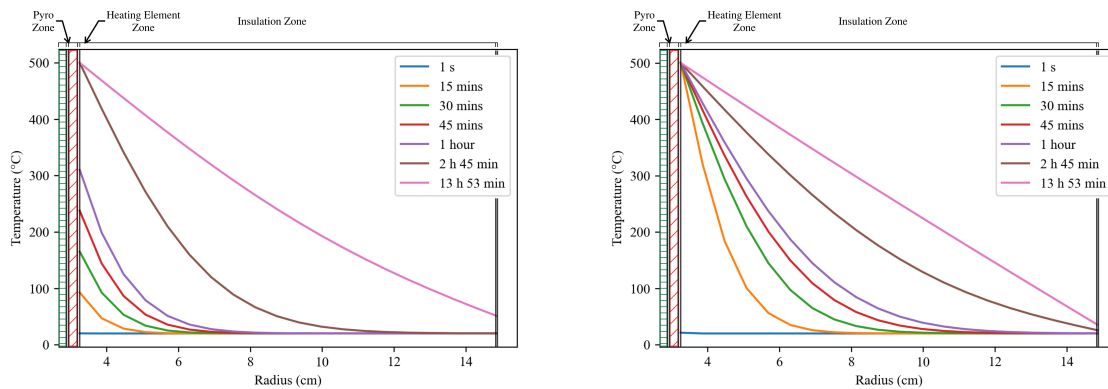 Pyro
Zone
Heating Element
Zone
Insulation Zone
500
400
300
200
100
0
Temperature (°C)
4
6
8
10
12
14
Radius (cm)
1 s
15 mins
30 mins
45 mins
1 hour
2 h 45 min
13 h 53 min
Pyro
Zone
Heating Element
Zone
Insulation Zone
500
400
300
200
100
0
Temperature (°C)
4
6
8
10
12
14
Radius (cm)
1 s
15 mins
30 mins
45 mins
1 hour
2 h 45 min
13 h 53 min